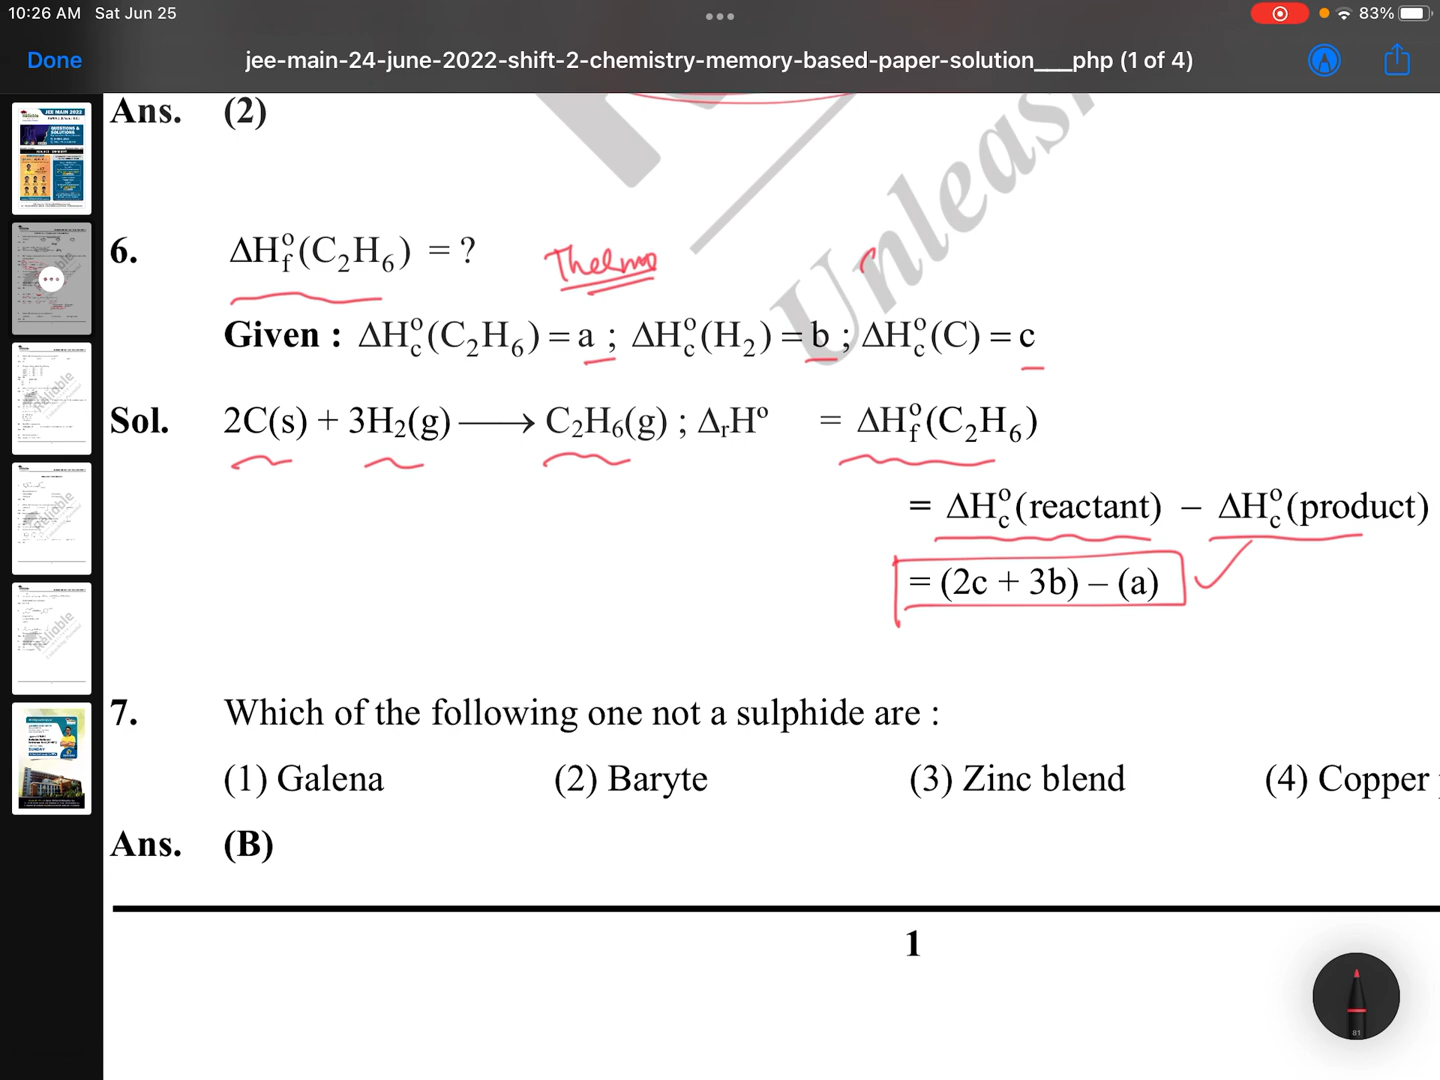 10:26 AM Sat Jun 25
83%
Done
jee-main-24-june-2022-shift-2-chemistry-memory-based-paper-solution___php (1 of 4)
Ans. (2)
Unleash
6. ΔH°f(C₂H₆) = ?
Thermo
Given : ΔH°c(C₂H₆) = a ; ΔH°c(H₂) = b ; ΔH°c(C) = c
Sol. 2C(s) + 3H₂(g) ⟶ C₂H₆(g) ; ΔrH° = ΔH°f(C₂H₆)
= ΔH°c(reactant) − ΔH°c(product)
= (2c + 3b) – (a)
7. Which of the following one not a sulphide are :
(1) Galena (2) Baryte (3) Zinc blend (4) Copper
Ans. (B)
1
81